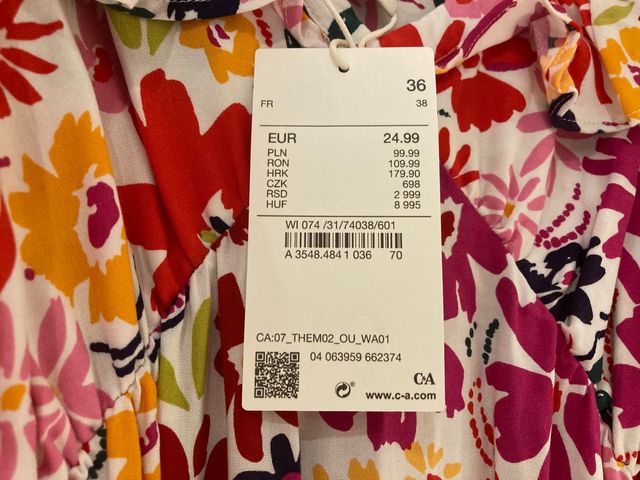 36
FR 38
EUR 24.99
PLN 99.99
RON 109.99
HRK 179.90
CZK 698
RSD 2 999
HUF 8 995
WI 074 /31/74038/601
A 3548.484 1 036 70
CA:07_THEM02_OU_WA01
04 063959 662374
C&A
www.c-a.com